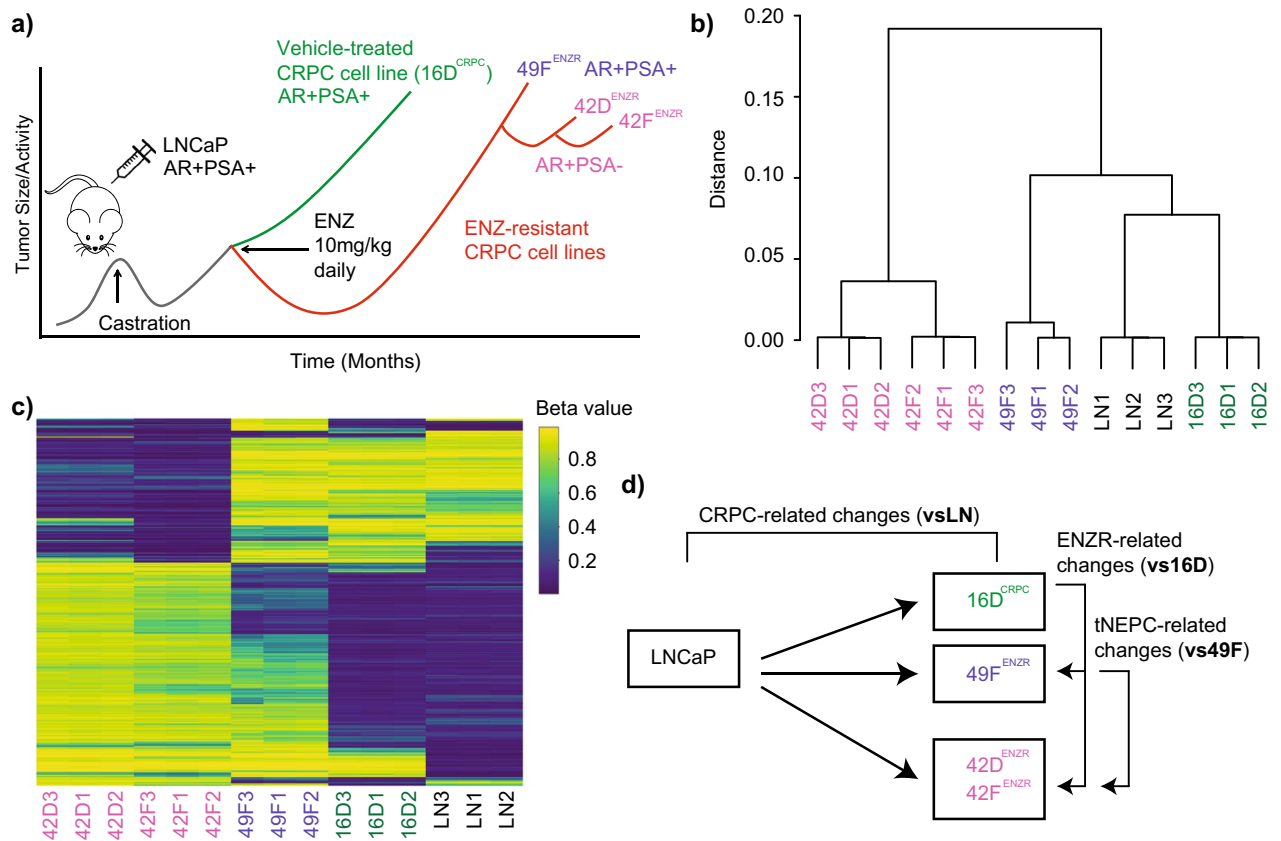 a)
Vehicle-treated
CRPC cell line (16D^CRPC)
AR+PSA+
49F^ENZR AR+PSA+
42D^ENZR
42F^ENZR
AR+PSA-
LNCaP
AR+PSA+
ENZ
10mg/kg
daily
ENZ-resistant
CRPC cell lines
Castration
Tumor Size/Activity
Time (Months)
b)
Distance
0.20
0.15
0.10
0.05
0.00
42D3 42D1 42D2 42F2 42F1 42F3 49F3 49F1 49F2 LN1 LN2 LN3 16D3 16D1 16D2
c)
Beta value
0.8
0.6
0.4
0.2
42D3 42D1 42D2 42F3 42F1 42F2 49F3 49F1 49F2 16D3 16D1 16D2 LN3 LN1 LN2
d)
CRPC-related changes (vsLN)
ENZR-related
changes (vs16D)
tNEPC-related
changes (vs49F)
LNCaP
16D^CRPC
49F^ENZR
42D^ENZR
42F^ENZR